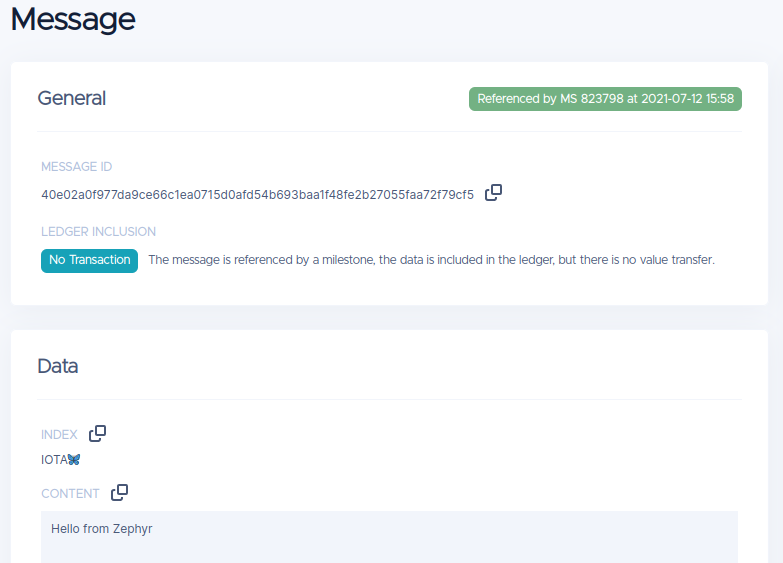 Message
General
Referenced by MS 823798 at 2021-07-12 15:58
MESSAGE ID
40e02a0f977da9ce66c1ea0715d0afd54b693baa1f48fe2b27055faa72f79cf5
LEDGER INCLUSION
No Transaction The message is referenced by a milestone, the data is included in the ledger, but there is no value transfer.
Data
INDEX
IOTA🦋
CONTENT
Hello from Zephyr